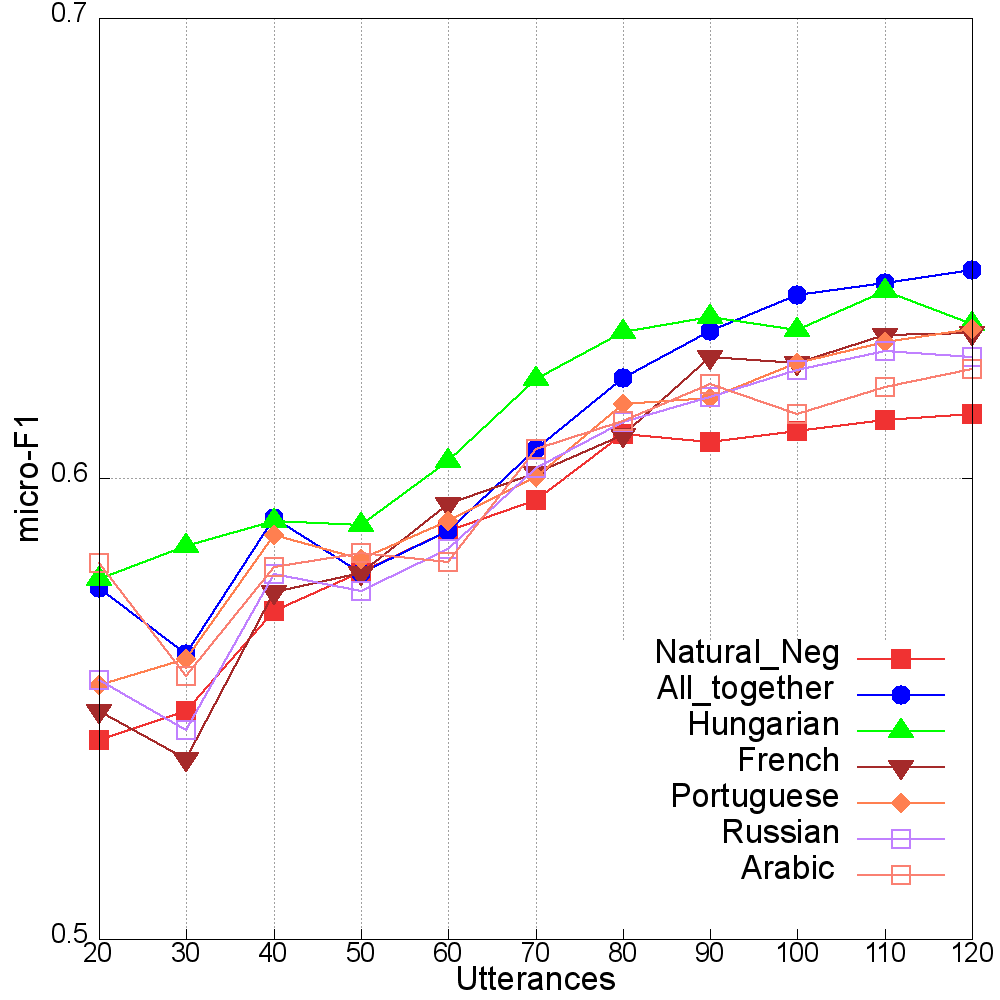 0.7
0.6
0.5
micro-F1
Natural_Neg
All_together
Hungarian
French
Portuguese
Russian
Arabic
20 30 40 50 60 70 80 90 100 110 120
Utterances